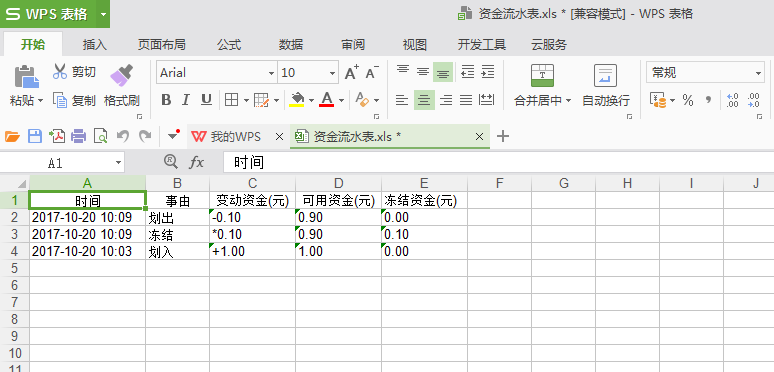 S WPS 表格 资金流水表.xls * [兼容模式] - WPS 表格
开始 插入 页面布局 公式 数据 审阅 视图 开发工具 云服务
剪切 Arial 10 A+ A- 常规
粘贴 复制 格式刷 B I U A 合并居中 自动换行 % , .00 .0 .0 .00
我的WPS 资金流水表.xls *
A1 fx 时间
A B C D E F G H I J
1 时间 事由 变动资金(元) 可用资金(元) 冻结资金(元)
2 2017-10-20 10:09 划出 -0.10 0.90 0.00
3 2017-10-20 10:09 冻结 *0.10 0.90 0.10
4 2017-10-20 10:03 划入 +1.00 1.00 0.00
5
6
7
8
9
10
11